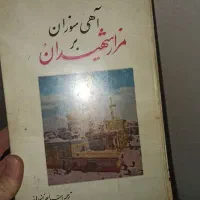 آهی سوزان
بر
مزار شهیدان